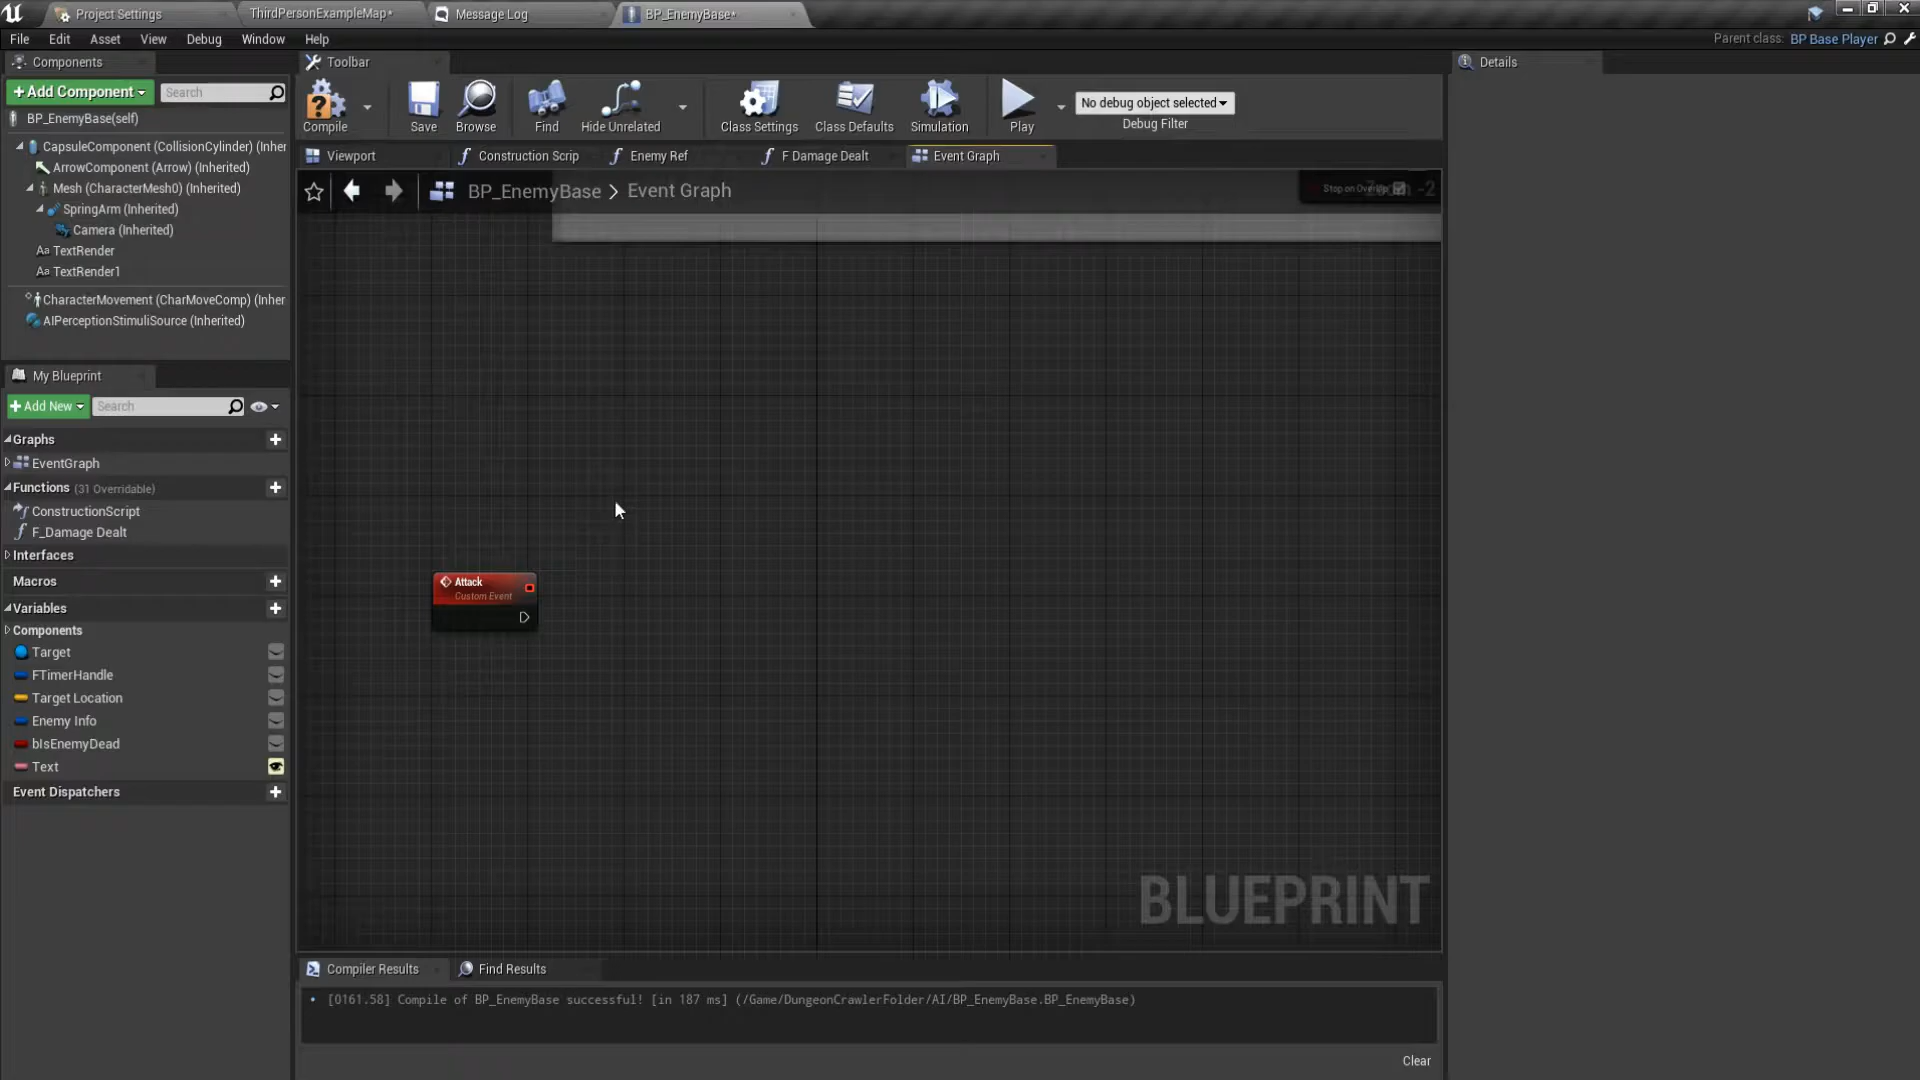 Project Settings
ThirdPersonExampleMap*
Message Log
BP_EnemyBase*
File Edit Asset View Debug Window Help
Parent class: BP Base Player
Components
Toolbar
Details
+Add Component
Search
BP_EnemyBase(self)
CapsuleComponent (CollisionCylinder) (Inher
ArrowComponent (Arrow) (Inherited)
Mesh (CharacterMesh0) (Inherited)
SpringArm (Inherited)
Camera (Inherited)
Aa TextRender
Aa TextRender1
CharacterMovement (CharMoveComp) (Inher
AIPerceptionStimuliSource (Inherited)
Compile
Save
Browse
Find
Hide Unrelated
Class Settings
Class Defaults
Simulation
Play
No debug object selected
Debug Filter
Viewport
Construction Scrip
Enemy Ref
F Damage Dealt
Event Graph
BP_EnemyBase > Event Graph
Stop on Overlap
-2
My Blueprint
+Add New
Search
Graphs
EventGraph
Functions (31 Overridable)
ConstructionScript
F_Damage Dealt
Interfaces
Macros
Variables
Components
Target
FTimerHandle
Target Location
Enemy Info
bIsEnemyDead
Text
Event Dispatchers
Attack
Custom Event
BLUEPRINT
Compiler Results
Find Results
[0161.58] Compile of BP_EnemyBase successful! [in 187 ms] (/Game/DungeonCrawlerFolder/AI/BP_EnemyBase.BP_EnemyBase)
Clear